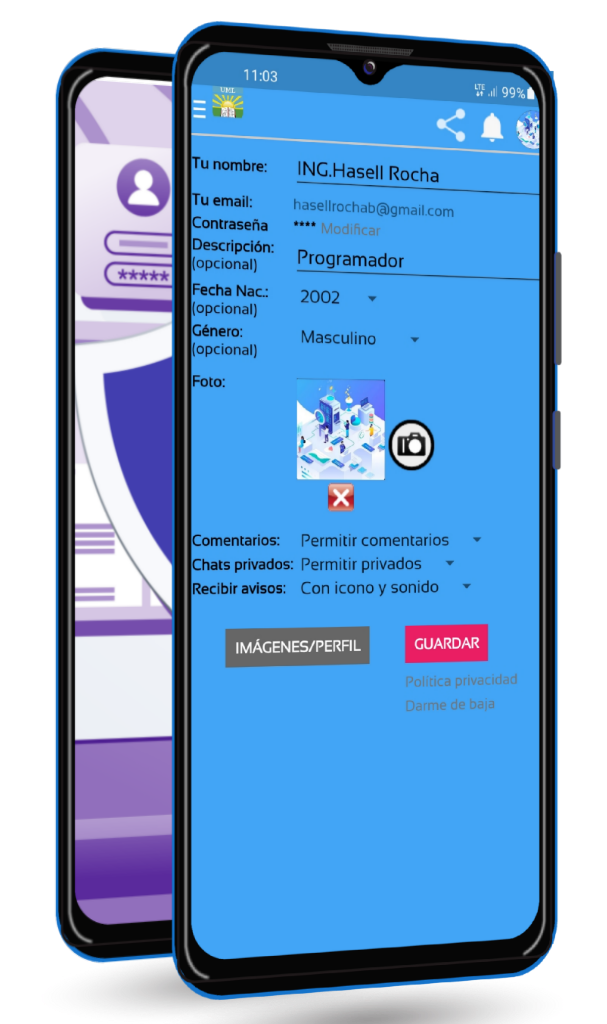 11:03 LTE 99%
UML
Tu nombre: ING.Hasell Rocha
Tu email: hasellrochab@gmail.com
Contraseña **** Modificar
Descripción:
(opcional) Programador
Fecha Nac.: 2002
(opcional)
Género: Masculino
(opcional)
Foto:
Comentarios: Permitir comentarios
Chats privados: Permitir privados
Recibir avisos: Con icono y sonido
IMÁGENES/PERFIL GUARDAR
Política privacidad
Darme de baja
*****